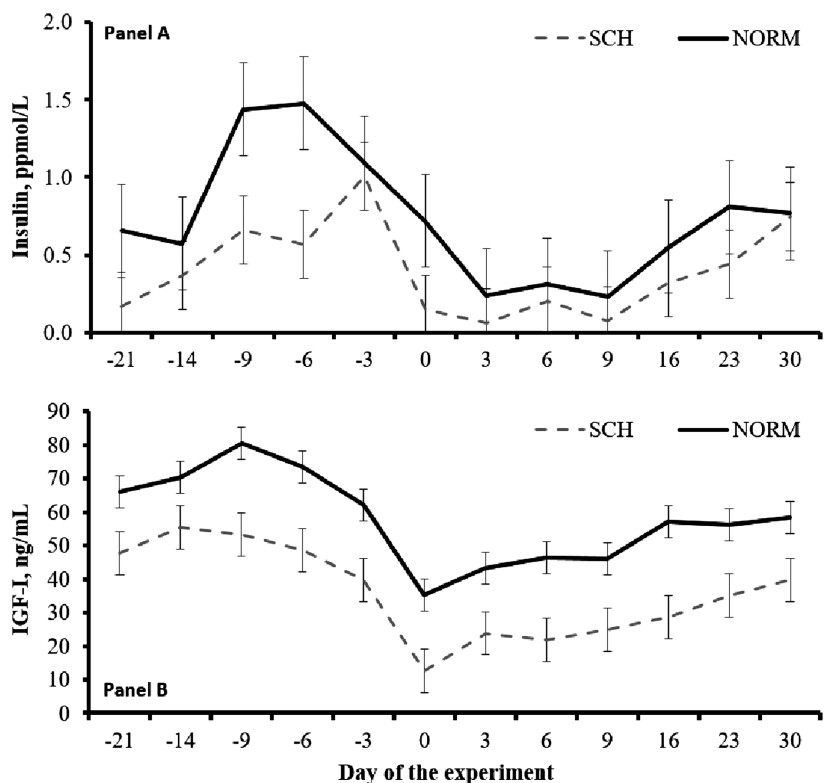 Panel A
SCH NORM
Insulin, ppmol/L
2.0
1.5
1.0
0.5
0.0
-21 -14 -9 -6 -3 0 3 6 9 16 23 30
SCH NORM
IGF-I, ng/mL
90
80
70
60
50
40
30
20
10
0
Panel B
-21 -14 -9 -6 -3 0 3 6 9 16 23 30
Day of the experiment